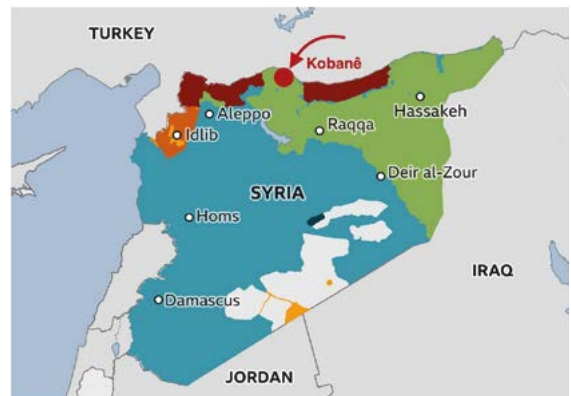 TURKEY
Kobanê
Aleppo
Hassakeh
Idlib
Raqqa
Deir al-Zour
SYRIA
Homs
IRAQ
Damascus
JORDAN